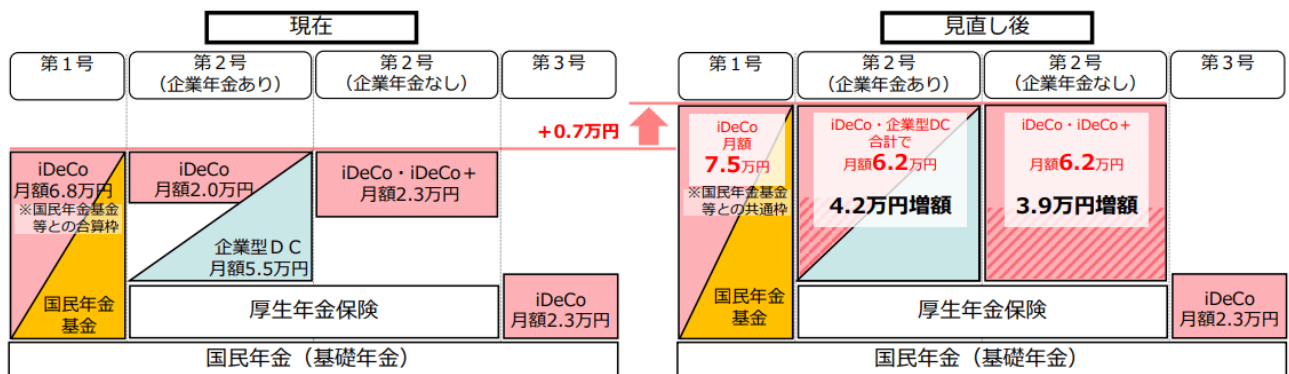 現在
第１号
第２号
（企業年金あり）
第２号
（企業年金なし）
第３号
iDeCo
月額6.8万円
※国民年金基金
等との合算枠
国民年金
基金
iDeCo
月額2.0万円
企業型ＤＣ
月額5.5万円
iDeCo・iDeCo＋
月額2.3万円
厚生年金保険
iDeCo
月額2.3万円
国民年金（基礎年金）
＋0.7万円
見直し後
第１号
第２号
（企業年金あり）
第２号
（企業年金なし）
第３号
iDeCo
月額
7.5万円
※国民年金基金
等との共通枠
国民年金
基金
iDeCo・企業型DC
合計で
月額6.2万円
4.2万円増額
iDeCo・iDeCo＋
月額6.2万円
3.9万円増額
厚生年金保険
iDeCo
月額2.3万円
国民年金（基礎年金）